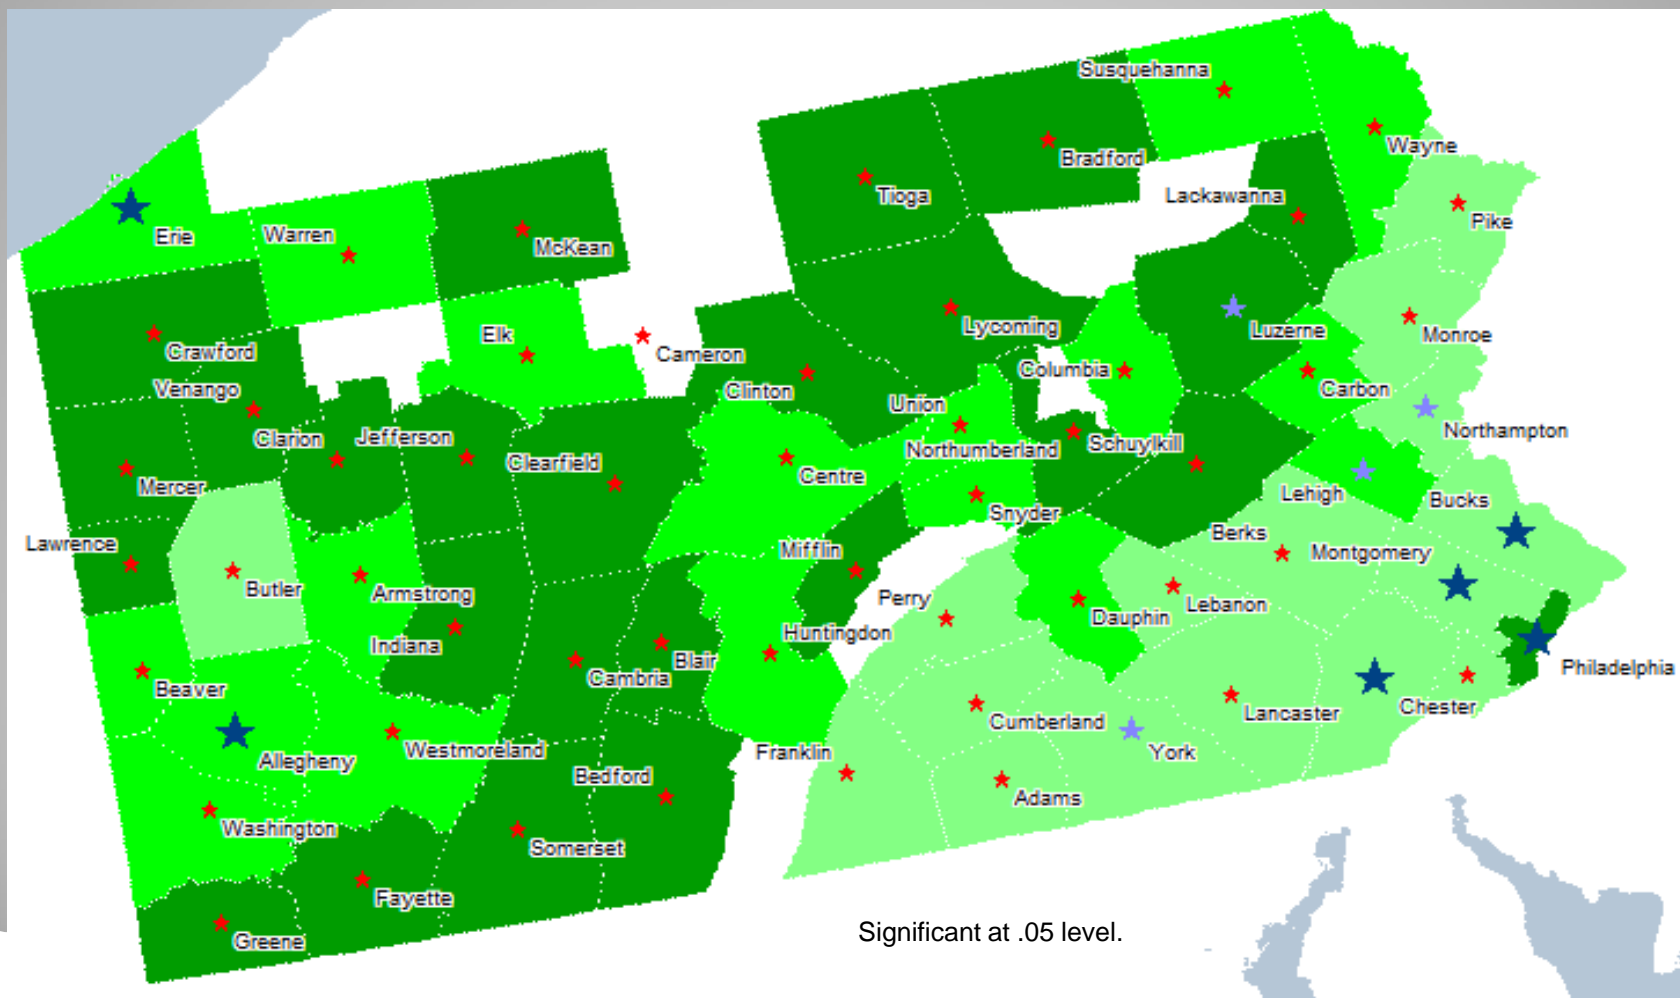 Susquehanna
Wayne
Bradford
Tioga
Lackawanna
Pike
Erie
Warren
McKean
Lycoming
Luzerne
Monroe
Elk
Cameron
Crawford
Venango
Clinton
Columbia
Carbon
Union
Clarion
Jefferson
Northumberland
Schuylkill
Northampton
Clearfield
Centre
Mercer
Lehigh
Bucks
Snyder
Lawrence
Mifflin
Berks
Montgomery
Butler
Armstrong
Perry
Dauphin
Lebanon
Huntingdon
Indiana
Blair
Cambria
Philadelphia
Beaver
Cumberland
Lancaster
Chester
Westmoreland
Allegheny
Franklin
York
Bedford
Adams
Washington
Somerset
Fayette
Greene
Significant at .05 level.